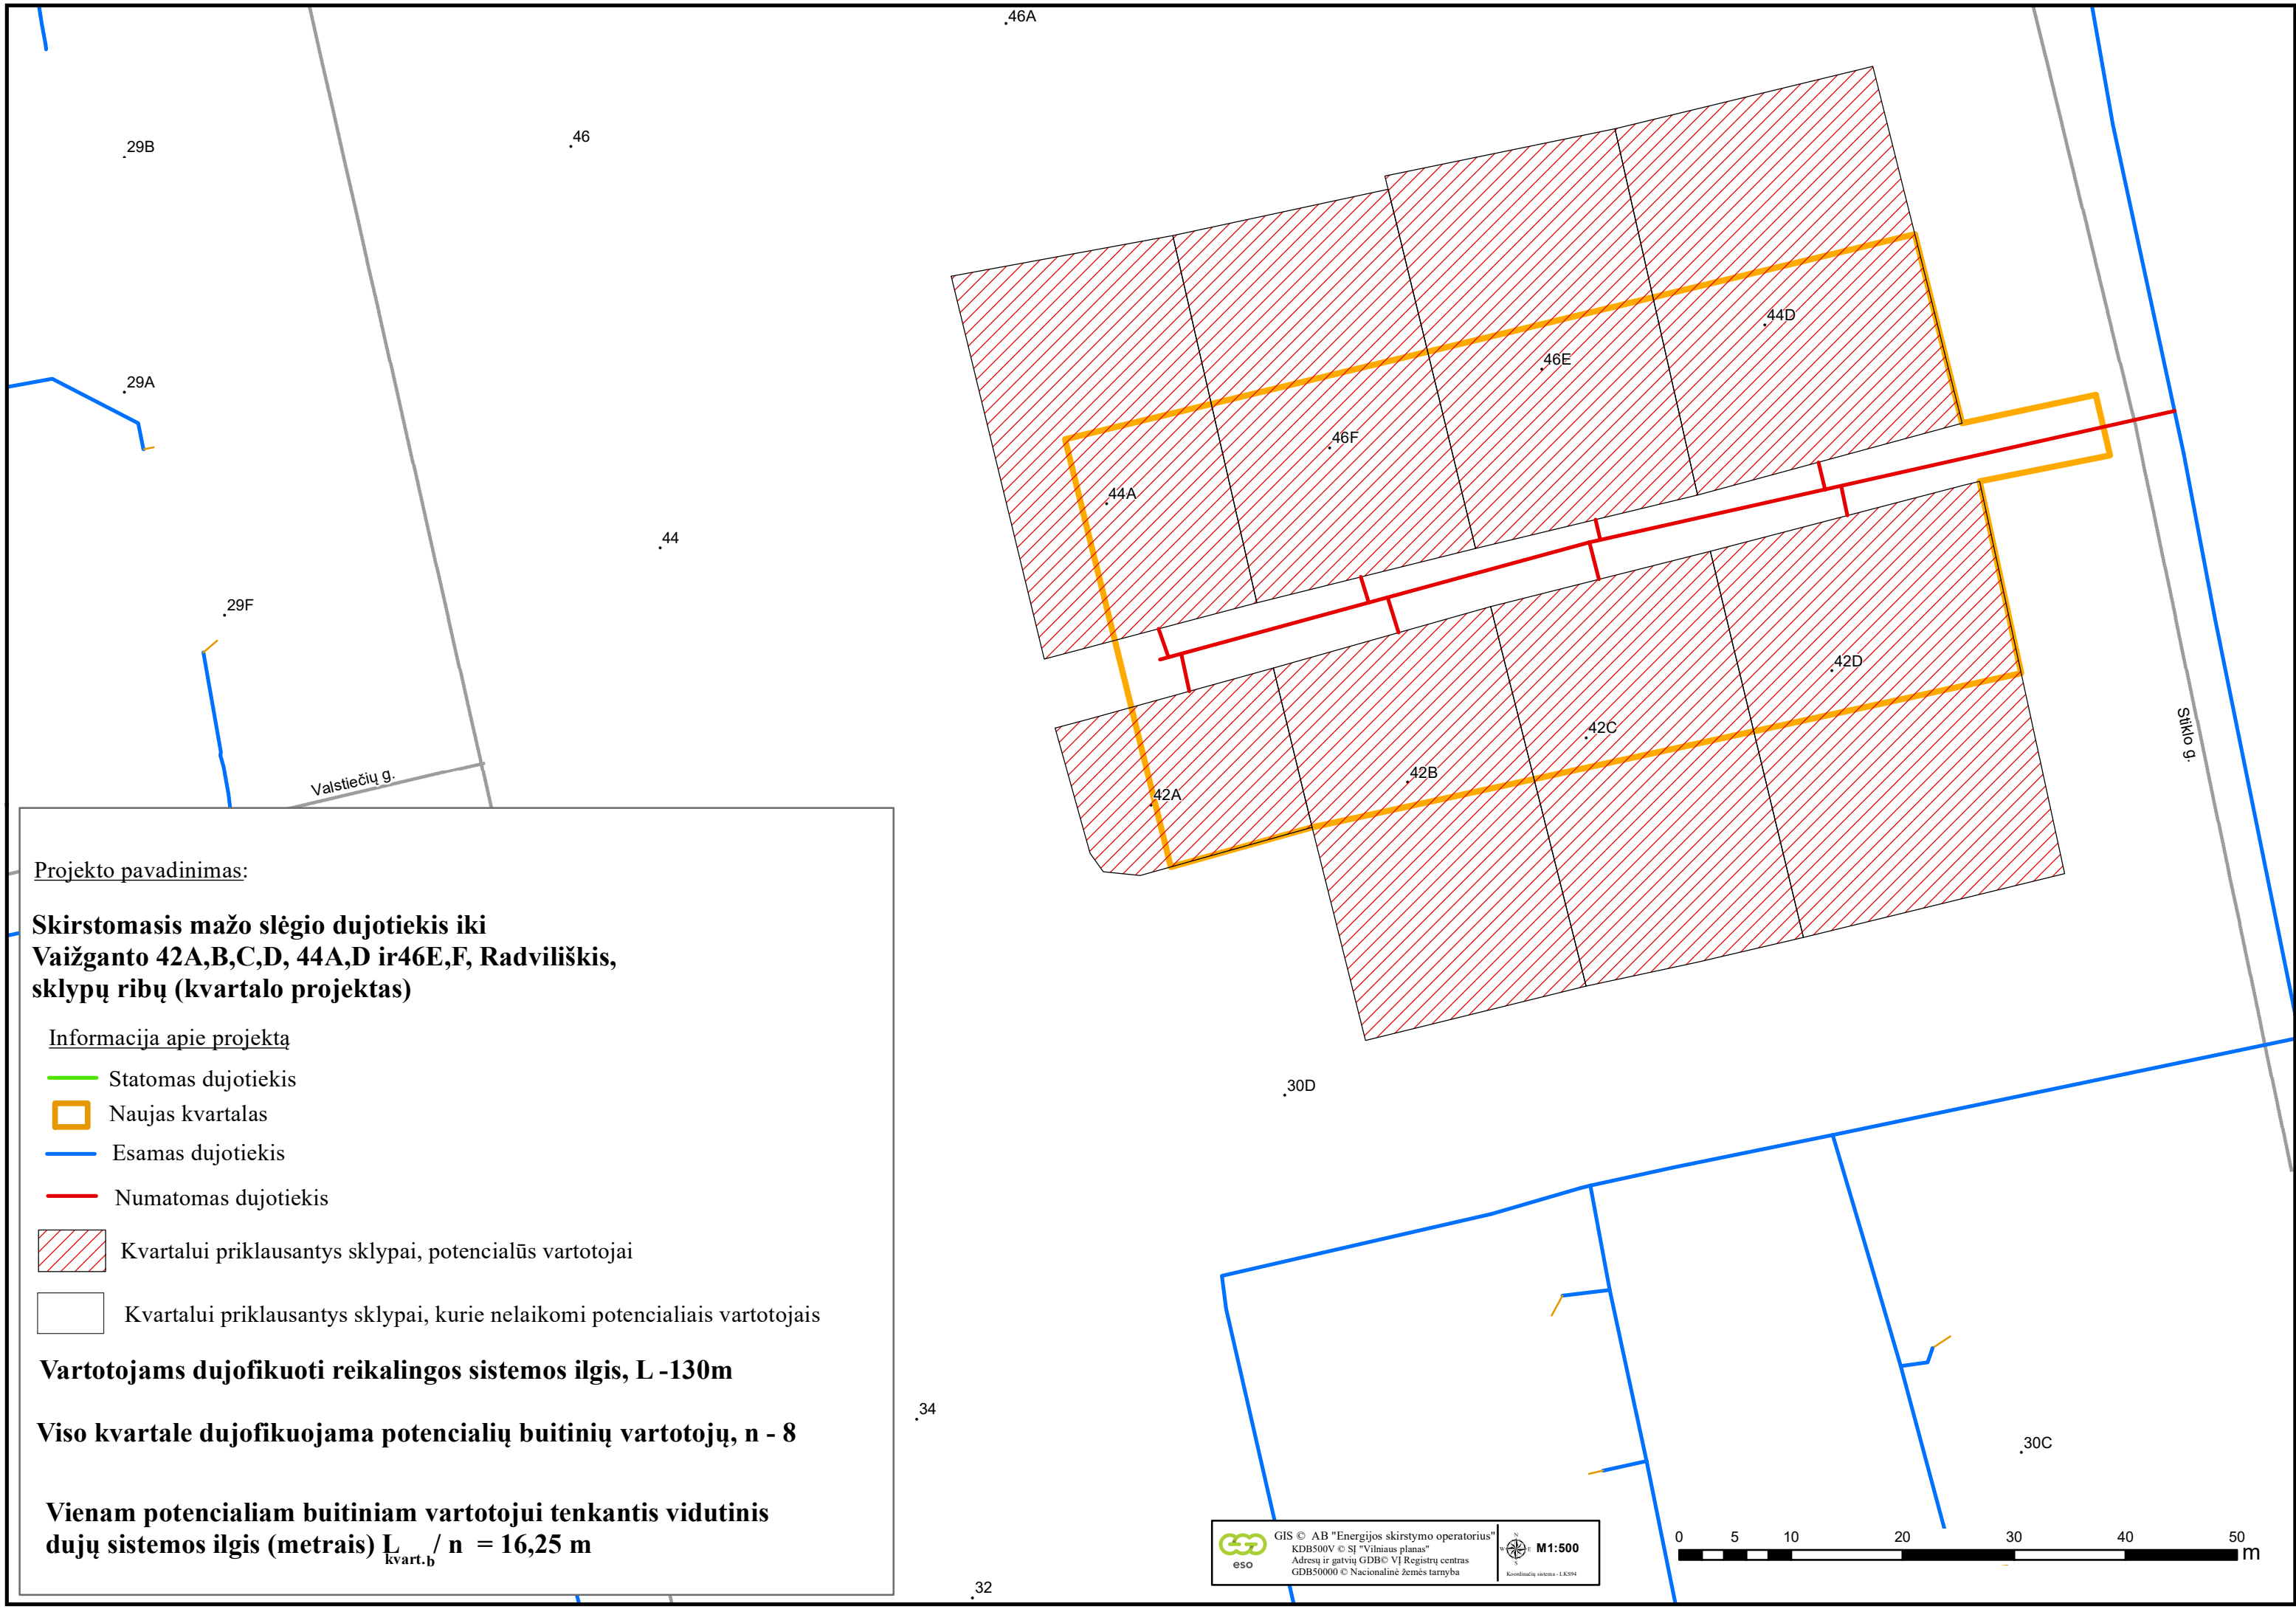 46A
29B
46
44D
46E
29A
46F
44A
44
29F
42D
Stiklo g.
42C
42B
Valstiečių g.
42A
Projekto pavadinimas:
Skirstomasis mažo slėgio dujotiekis iki
Vaižganto 42A,B,C,D, 44A,D ir46E,F, Radviliškis,
sklypų ribų (kvartalo projektas)
Informacija apie projektą
Statomas dujotiekis
Naujas kvartalas
Esamas dujotiekis
Numatomas dujotiekis
Kvartalui priklausantys sklypai, potencialūs vartotojai
Kvartalui priklausantys sklypai, kurie nelaikomi potencialiais vartotojais
Vartotojams dujofikuoti reikalingos sistemos ilgis, L -130m
Viso kvartale dujofikuojama potencialių buitinių vartotojų, n - 8
Vienam potencialiam buitiniam vartotojui tenkantis vidutinis
dujų sistemos ilgis (metrais) L kvart.b / n = 16,25 m
30D
34
30C
32
eso
GIS © AB "Energijos skirstymo operatorius"
KDB500V © SĮ "Vilniaus planas"
Adresų ir gatvių GDB© VĮ Registrų centras
GDB50000 © Nacionalinė žemės tarnyba
N
W E
S
M1:500
Koordinačių sistema - LKS94
0 5 10 20 30 40 50
m